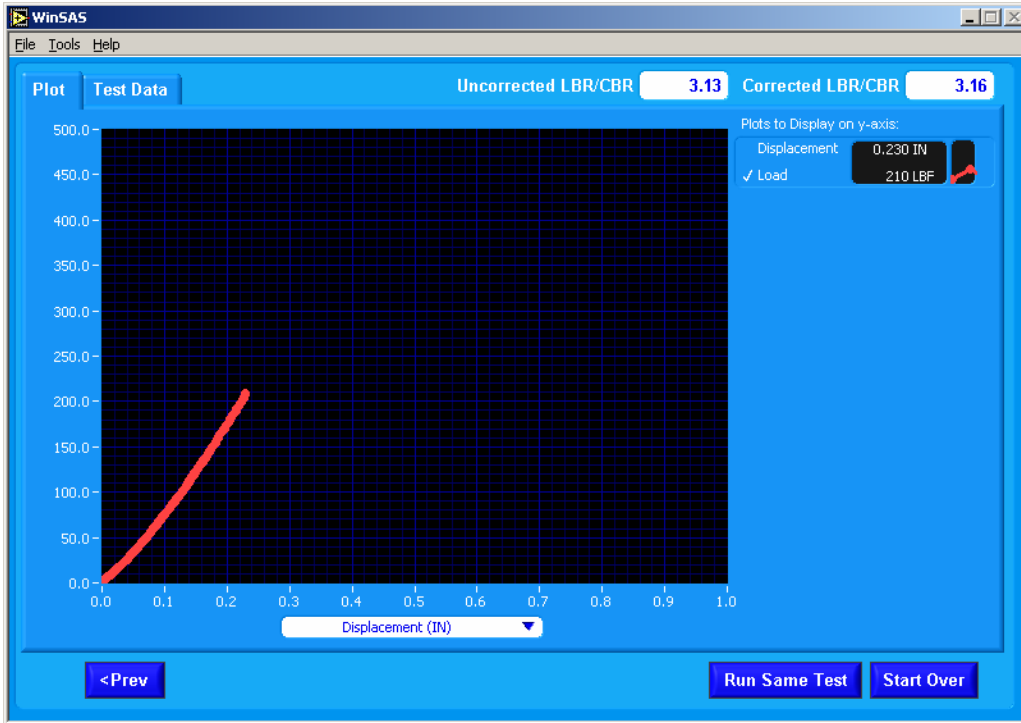 WinSAS
File Tools Help
Plot Test Data Uncorrected LBR/CBR 3.13 Corrected LBR/CBR 3.16
Plots to Display on y-axis:
Displacement 0.230 IN
✓ Load 210 LBF
500.0
450.0
400.0
350.0
300.0
250.0
200.0
150.0
100.0
50.0
0.0
0.0 0.1 0.2 0.3 0.4 0.5 0.6 0.7 0.8 0.9 1.0
Displacement (IN)
<Prev Run Same Test Start Over